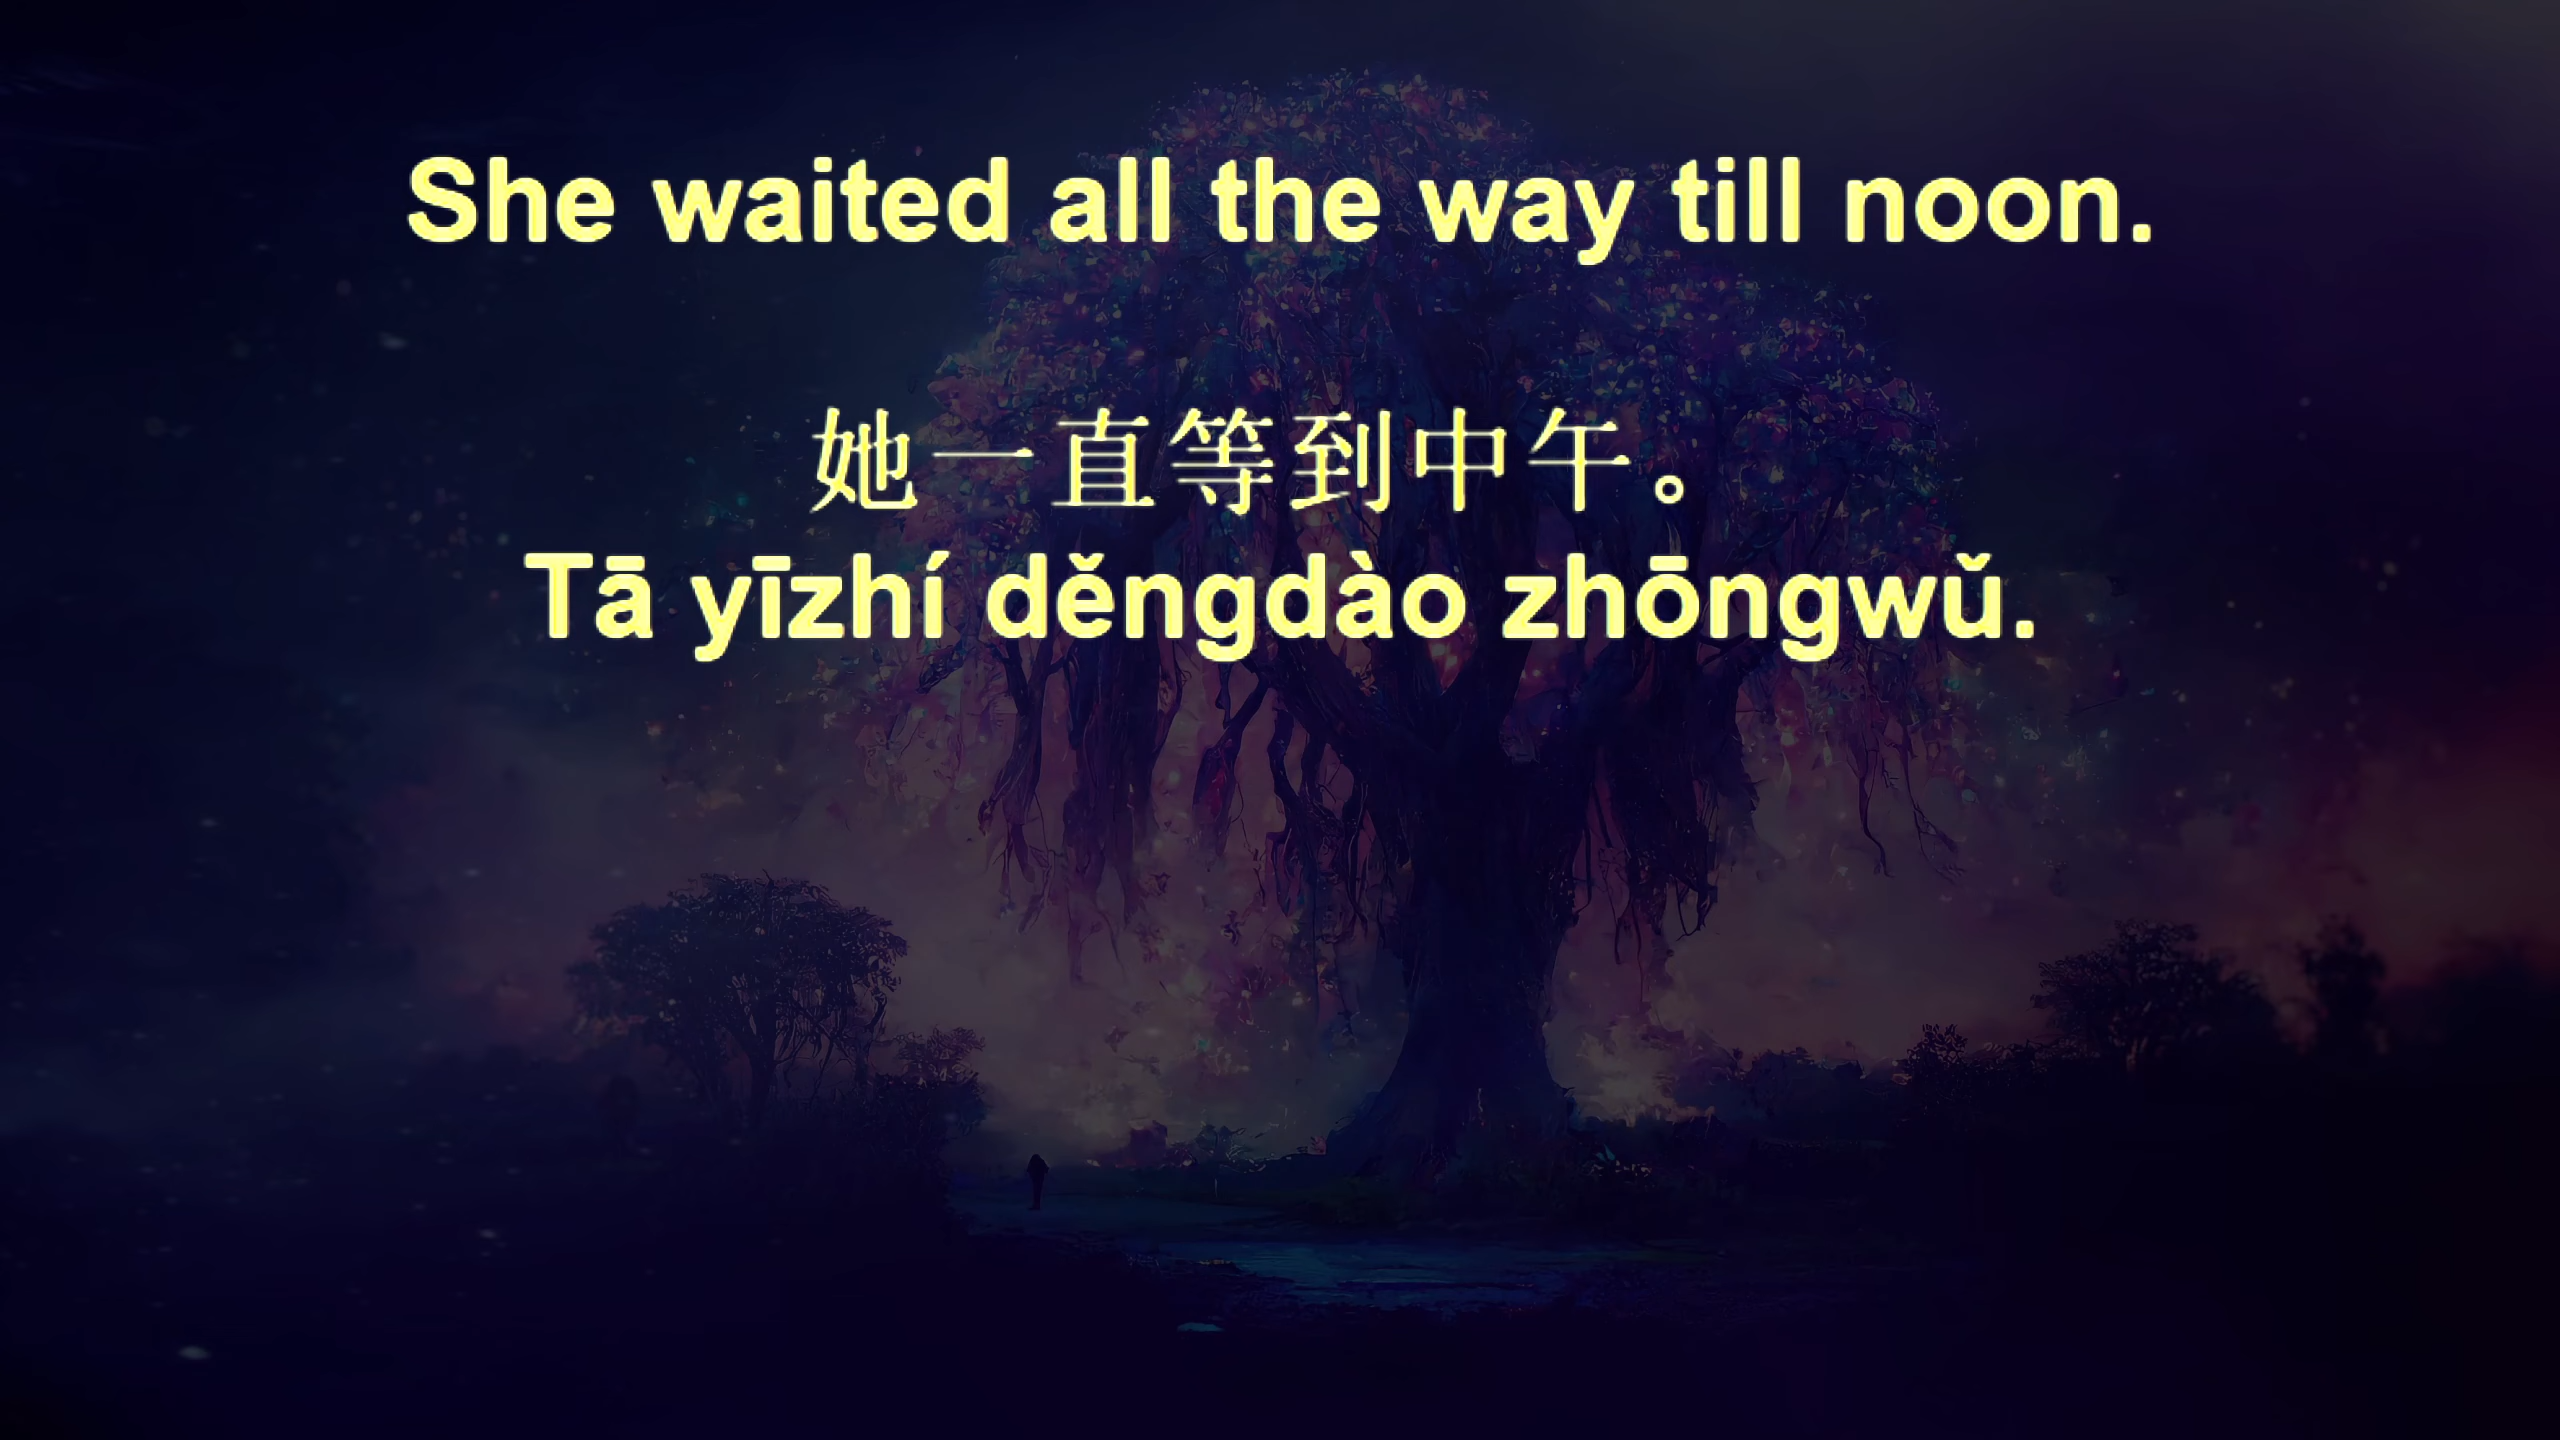 She waited all the way till noon.
她一直等到中午。
Tā yīzhí děngdào zhōngwǔ.